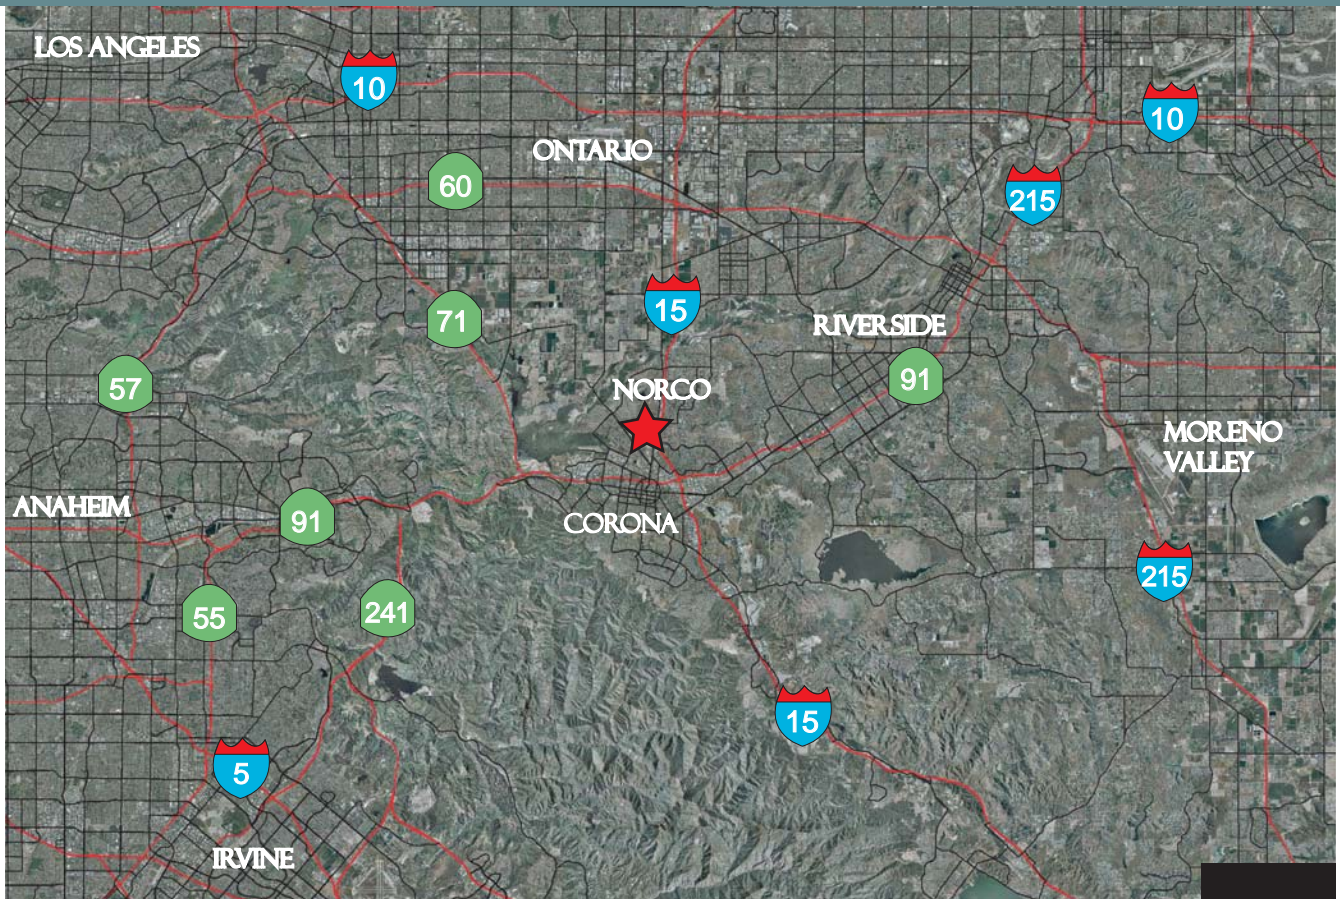 LOS ANGELES
10
10
ONTARIO
60
215
15
71
RIVERSIDE
91
57
NORCO
MORENO
VALLEY
ANAHEIM
91
CORONA
215
55
241
15
5
IRVINE